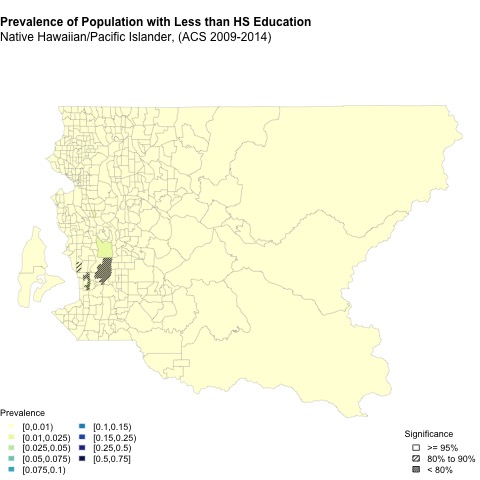 Prevalence of Population with Less than HS Education
Native Hawaiian/Pacific Islander, (ACS 2009-2014)
Prevalence
[0,0.01)
[0.01,0.025)
[0.025,0.05)
[0.05,0.075)
[0.075,0.1)
[0.1,0.15)
[0.15,0.25)
[0.25,0.5)
[0.5,0.75]
Significance
>= 95%
80% to 90%
< 80%